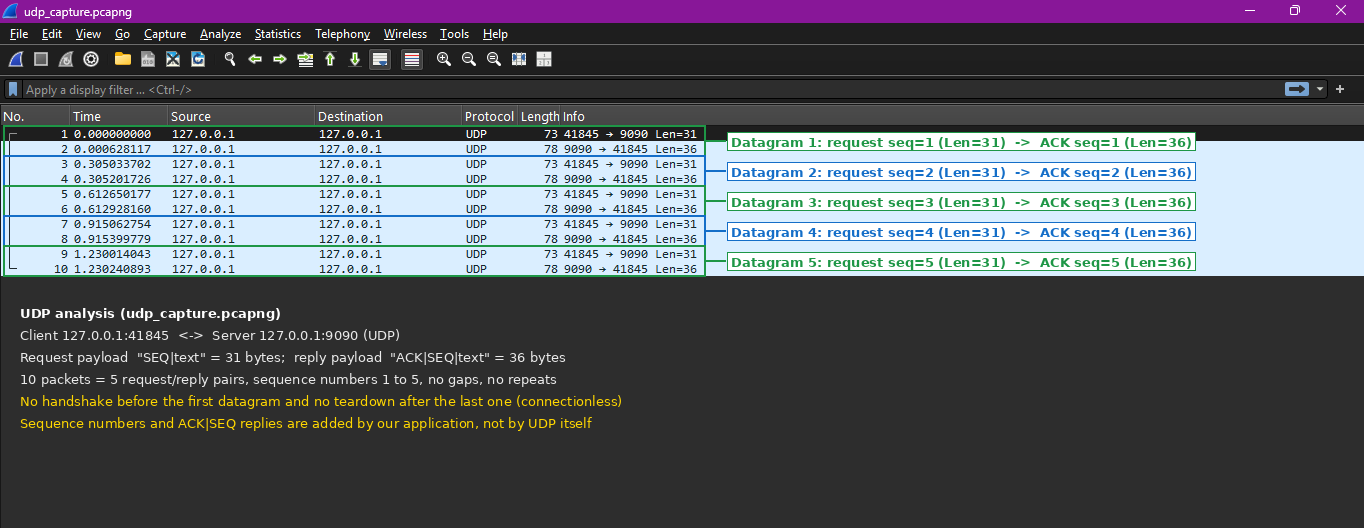 udp_capture.pcapng
File Edit View Go Capture Analyze Statistics Telephony Wireless Tools Help
Apply a display filter ... <Ctrl-/>
No. Time Source Destination Protocol Length Info
1 0.000000000 127.0.0.1 127.0.0.1 UDP 73 41845 → 9090 Len=31
2 0.000628117 127.0.0.1 127.0.0.1 UDP 78 9090 → 41845 Len=36
Datagram 1: request seq=1 (Len=31) -> ACK seq=1 (Len=36)
3 0.305033702 127.0.0.1 127.0.0.1 UDP 73 41845 → 9090 Len=31
4 0.305201726 127.0.0.1 127.0.0.1 UDP 78 9090 → 41845 Len=36
Datagram 2: request seq=2 (Len=31) -> ACK seq=2 (Len=36)
5 0.612650177 127.0.0.1 127.0.0.1 UDP 73 41845 → 9090 Len=31
6 0.612928160 127.0.0.1 127.0.0.1 UDP 78 9090 → 41845 Len=36
Datagram 3: request seq=3 (Len=31) -> ACK seq=3 (Len=36)
7 0.915062754 127.0.0.1 127.0.0.1 UDP 73 41845 → 9090 Len=31
8 0.915399779 127.0.0.1 127.0.0.1 UDP 78 9090 → 41845 Len=36
Datagram 4: request seq=4 (Len=31) -> ACK seq=4 (Len=36)
9 1.230014043 127.0.0.1 127.0.0.1 UDP 73 41845 → 9090 Len=31
10 1.230240893 127.0.0.1 127.0.0.1 UDP 78 9090 → 41845 Len=36
Datagram 5: request seq=5 (Len=31) -> ACK seq=5 (Len=36)
UDP analysis (udp_capture.pcapng)
Client 127.0.0.1:41845 <-> Server 127.0.0.1:9090 (UDP)
Request payload "SEQ|text" = 31 bytes; reply payload "ACK|SEQ|text" = 36 bytes
10 packets = 5 request/reply pairs, sequence numbers 1 to 5, no gaps, no repeats
No handshake before the first datagram and no teardown after the last one (connectionless)
Sequence numbers and ACK|SEQ replies are added by our application, not by UDP itself